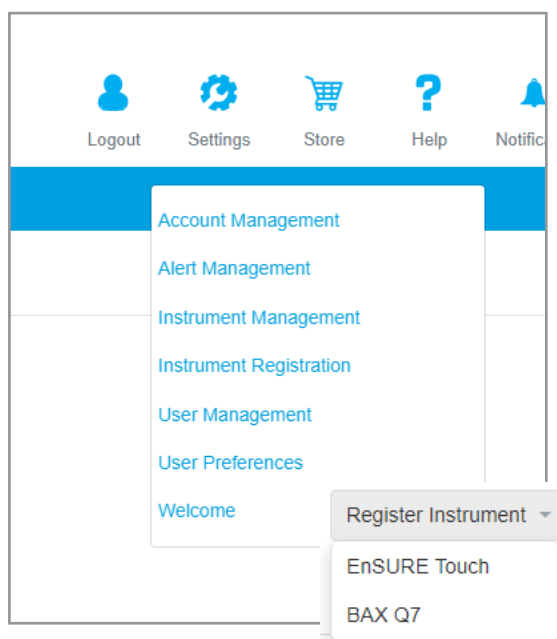 Logout Settings Store Help Notific
Account Management
Alert Management
Instrument Management
Instrument Registration
User Management
User Preferences
Welcome
Register Instrument
EnSURE Touch
BAX Q7